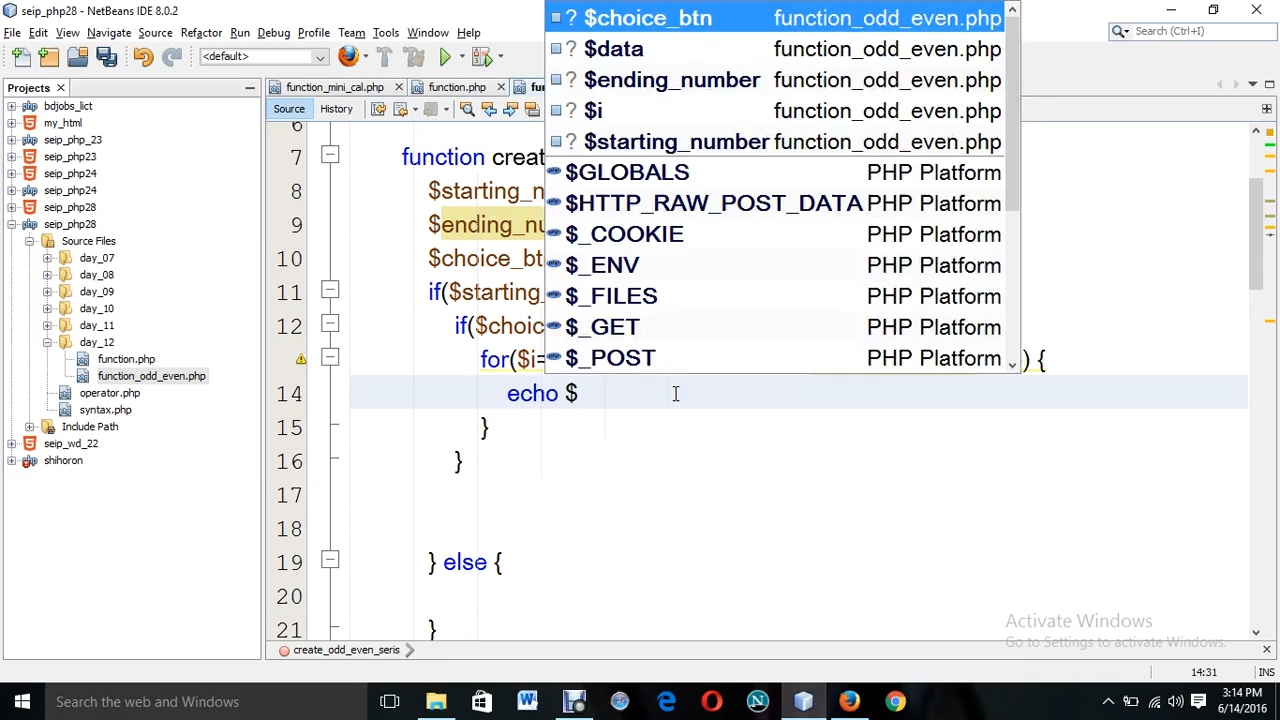 seip_php28 - NetBeans IDE 8.0.2
File Edit View Navigate Source Refactor Run Debug Profile Team Tools Window Help
Search (Ctrl+I)
<default>
Projects
function_mini_cal.php
function.php
Source
History
bdjobs_lict
my_html
seip_php_23
seip_php23
seip_php24
seip_php24
seip_php28
seip_php28
Source Files
day_07
day_08
day_09
day_10
day_11
day_12
function.php
function_odd_even.php
operator.php
syntax.php
Include Path
seip_wd_22
shihoron
$choice_btn function_odd_even.php
$data function_odd_even.php
$ending_number function_odd_even.php
$i function_odd_even.php
$starting_number function_odd_even.php
$GLOBALS PHP Platform
$HTTP_RAW_POST_DATA PHP Platform
$_COOKIE PHP Platform
$_ENV PHP Platform
$_FILES PHP Platform
$_GET PHP Platform
$_POST PHP Platform
6
7 function creat
8 $starting_n
9 $ending_nu
10 $choice_bt
11 if($starting_
12 if($choic
for($i= ) {
14 echo $
15 }
16 }
17
18
19 } else {
20
21 }
create_odd_even_seris
Activate Windows
Go to Settings to activate Windows.
14:31 INS
Search the web and Windows
3:14 PM
6/14/2016